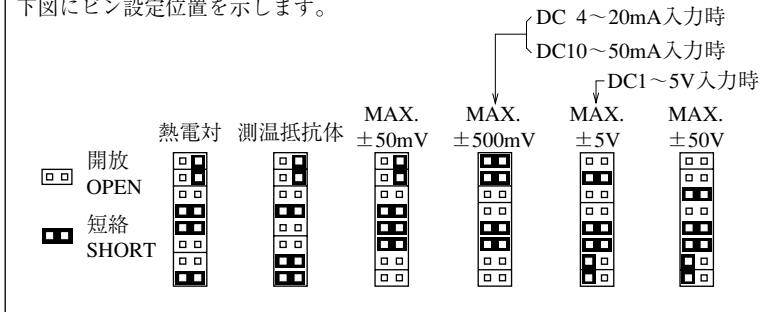 下図にピン設定位置を示します。
DC 4〜20mA入力時
DC10〜50mA入力時
DC1〜5V入力時
熱電対 測温抵抗体 MAX. ±50mV MAX. ±500mV MAX. ±5V MAX. ±50V
開放
OPEN
短絡
SHORT